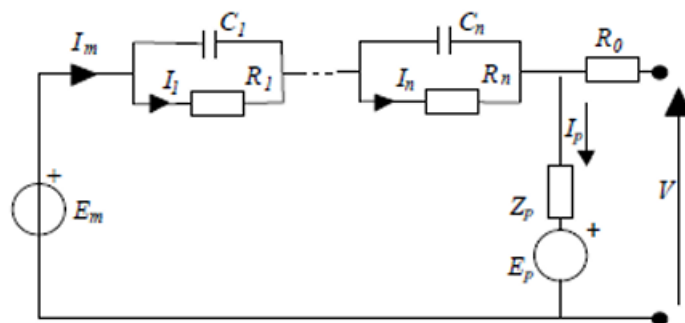 C1 Cn
Im R0
I1 R1 In Rn
Ip
+ Em Zp V
Ep +